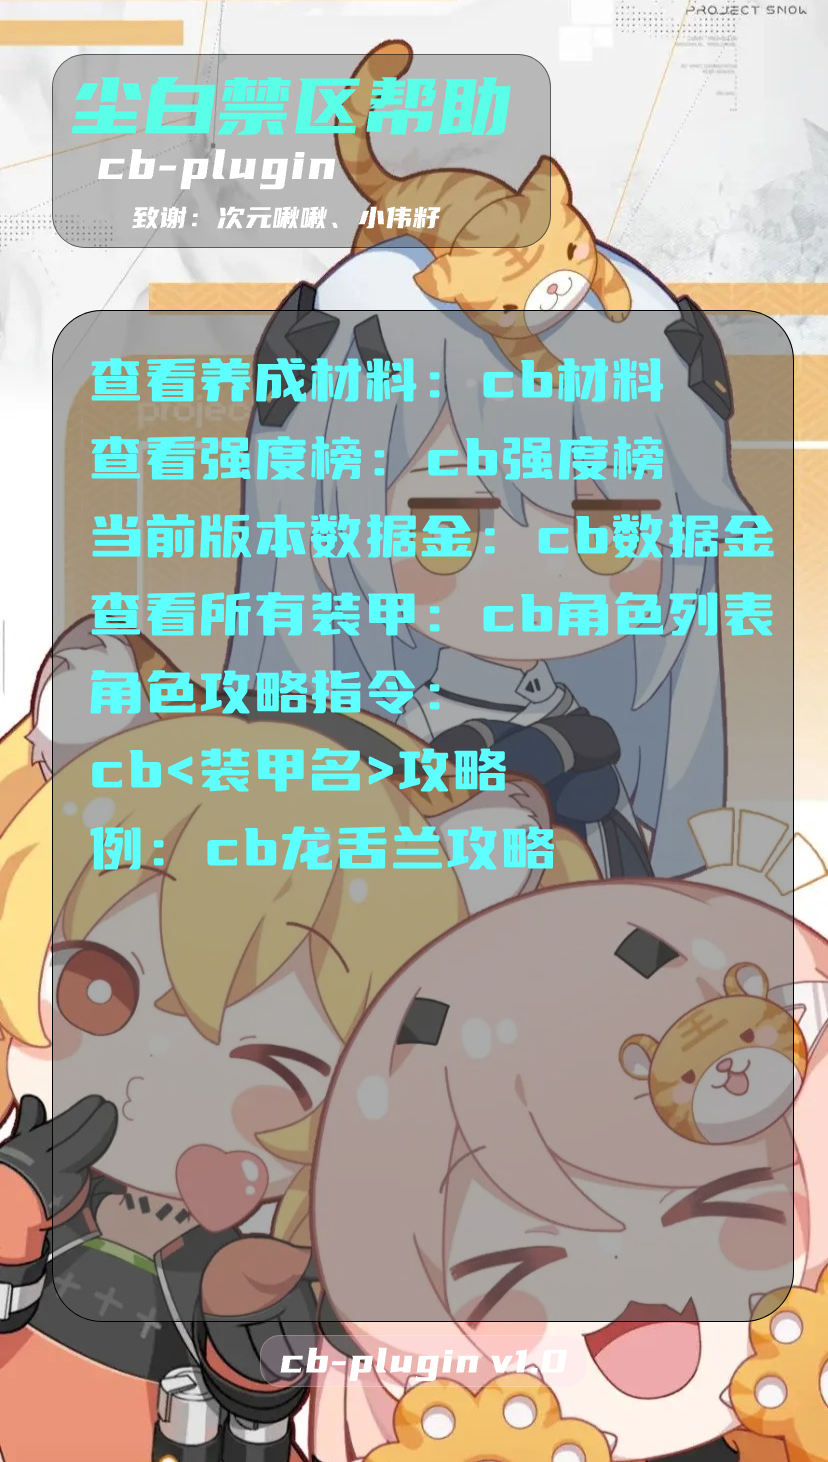 PROJECT SNOW
尘白禁区帮助
cb-plugin
致谢：次元啾啾、小伟籽
查看养成材料：cb材料
查看强度榜：cb强度榜
当前版本数据金：cb数据金
查看所有装甲：cb角色列表
角色攻略指令：
cb<装甲名>攻略
例：cb龙舌兰攻略
cb-plugin v1.0